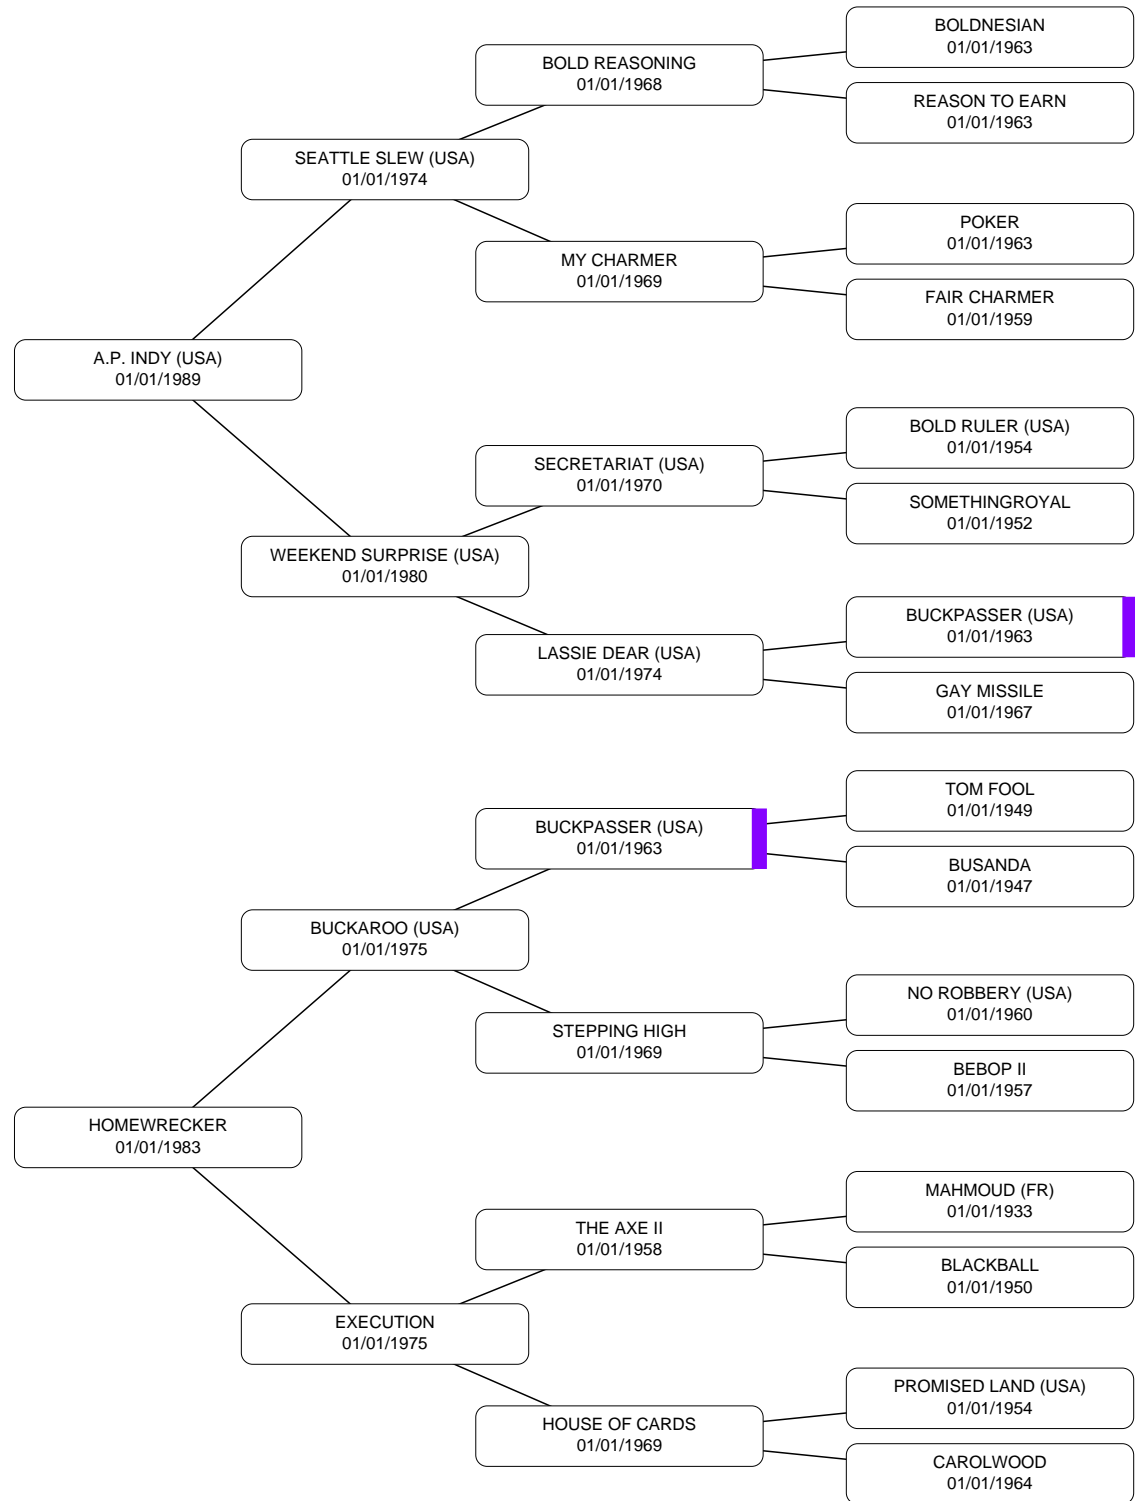 BOLDNESIAN
01/01/1963
BOLD REASONING
01/01/1968
REASON TO EARN
01/01/1963
SEATTLE SLEW (USA)
01/01/1974
POKER
01/01/1963
MY CHARMER
01/01/1969
FAIR CHARMER
01/01/1959
A.P. INDY (USA)
01/01/1989
BOLD RULER (USA)
01/01/1954
SECRETARIAT (USA)
01/01/1970
SOMETHINGROYAL
01/01/1952
WEEKEND SURPRISE (USA)
01/01/1980
BUCKPASSER (USA)
01/01/1963
LASSIE DEAR (USA)
01/01/1974
GAY MISSILE
01/01/1967
TOM FOOL
01/01/1949
BUCKPASSER (USA)
01/01/1963
BUSANDA
01/01/1947
BUCKAROO (USA)
01/01/1975
NO ROBBERY (USA)
01/01/1960
STEPPING HIGH
01/01/1969
BEBOP II
01/01/1957
HOMEWRECKER
01/01/1983
MAHMOUD (FR)
01/01/1933
THE AXE II
01/01/1958
BLACKBALL
01/01/1950
EXECUTION
01/01/1975
PROMISED LAND (USA)
01/01/1954
HOUSE OF CARDS
01/01/1969
CAROLWOOD
01/01/1964